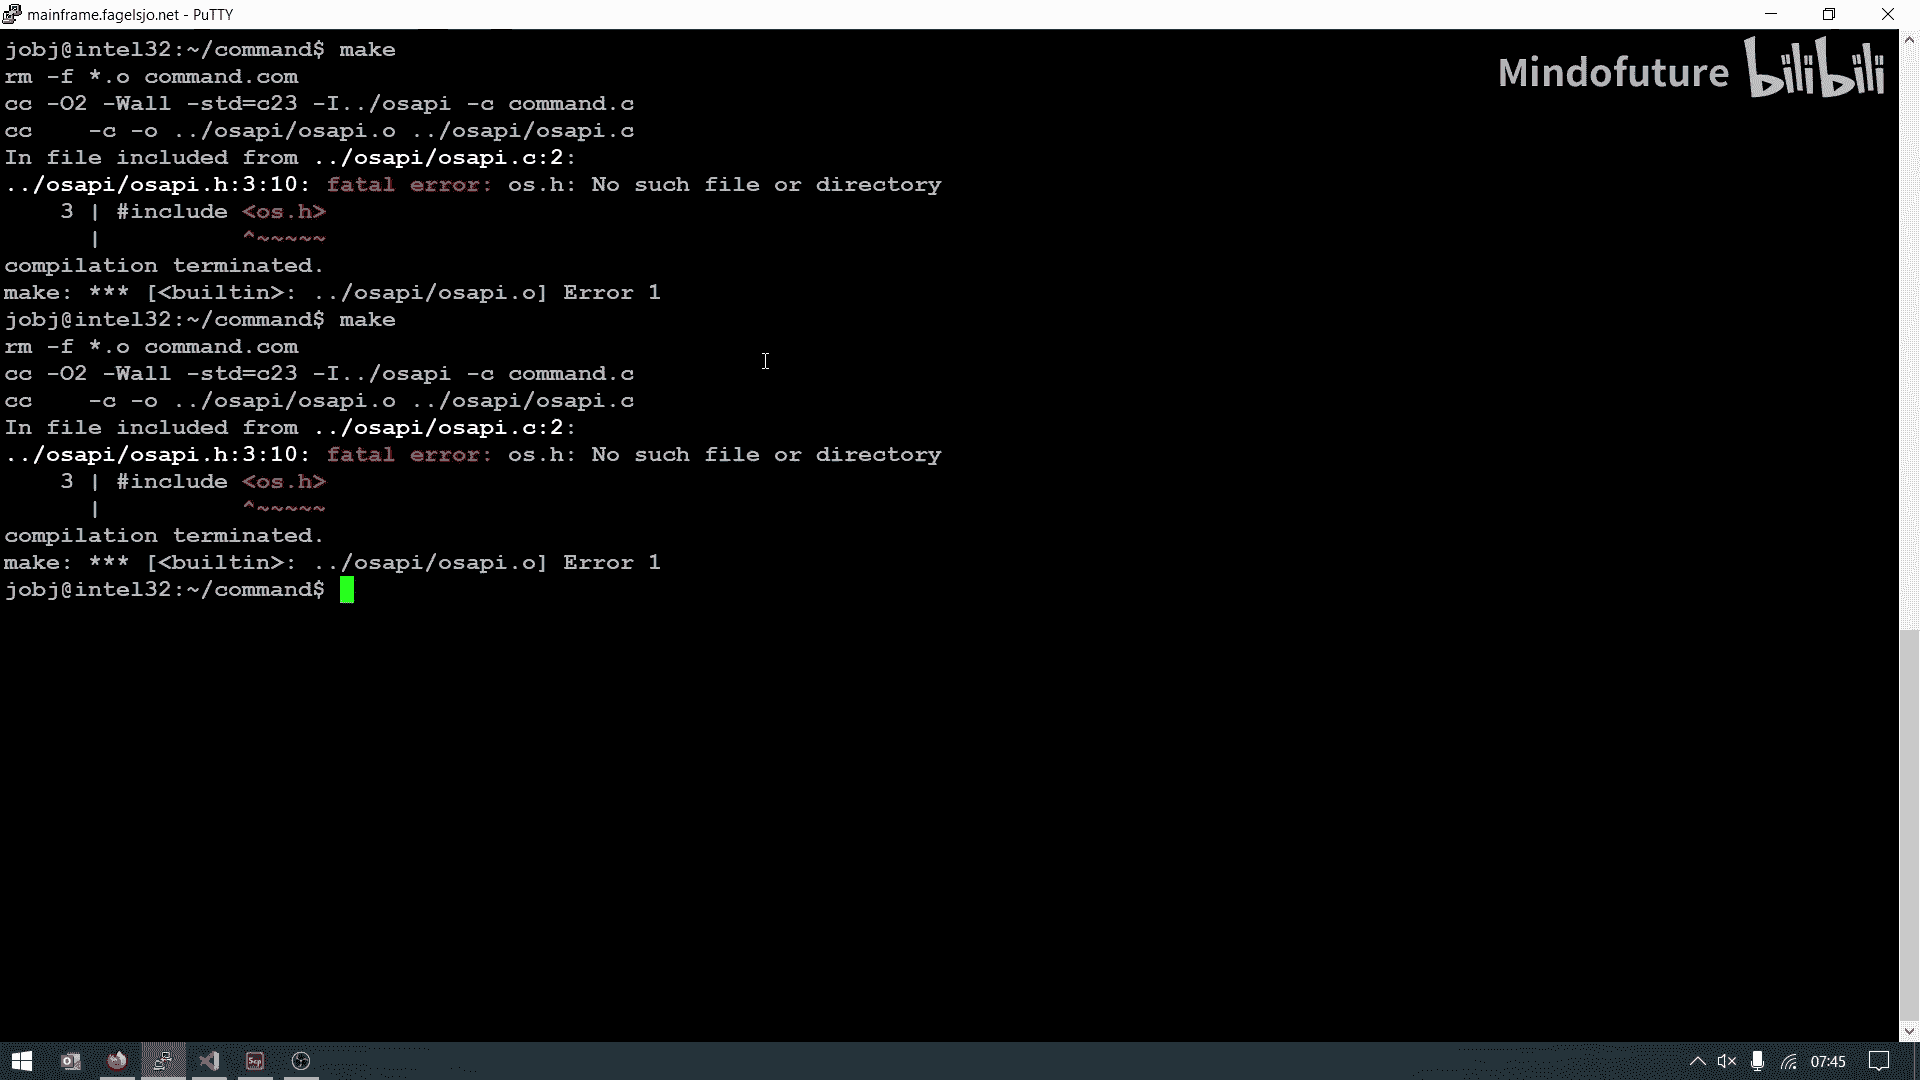 mainframe.fagelsjo.net - PuTTY
jobj@intel32:~/command$ make
rm -f *.o command.com
cc -O2 -Wall -std=c23 -I../osapi -c command.c
cc    -c -o ../osapi/osapi.o ../osapi/osapi.c
In file included from ../osapi/osapi.c:2:
../osapi/osapi.h:3:10: fatal error: os.h: No such file or directory
    3 | #include <os.h>
      |          ^~~~~~
compilation terminated.
make: *** [<builtin>: ../osapi/osapi.o] Error 1
jobj@intel32:~/command$ make
rm -f *.o command.com
cc -O2 -Wall -std=c23 -I../osapi -c command.c
cc    -c -o ../osapi/osapi.o ../osapi/osapi.c
In file included from ../osapi/osapi.c:2:
../osapi/osapi.h:3:10: fatal error: os.h: No such file or directory
    3 | #include <os.h>
      |          ^~~~~~
compilation terminated.
make: *** [<builtin>: ../osapi/osapi.o] Error 1
jobj@intel32:~/command$
Mindofuture bilibili
07:45